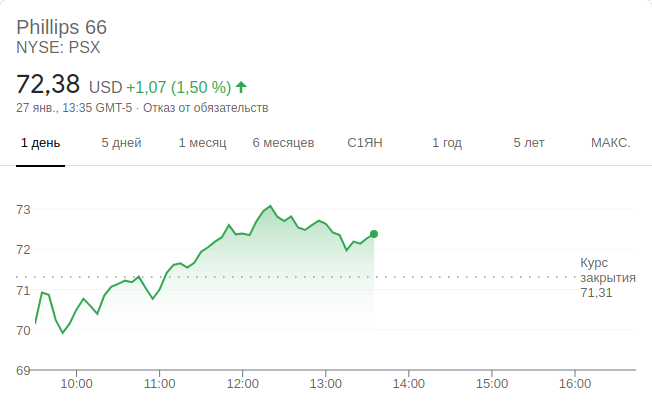 Phillips 66
NYSE: PSX
72,38 USD +1,07 (1,50 %)
27 янв., 13:35 GMT-5 · Отказ от обязательств
1 день 5 дней 1 месяц 6 месяцев С1ЯН 1 год 5 лет МАКС.
73
72
71
70
69
Курс
закрытия
71,31
10:00 11:00 12:00 13:00 14:00 15:00 16:00